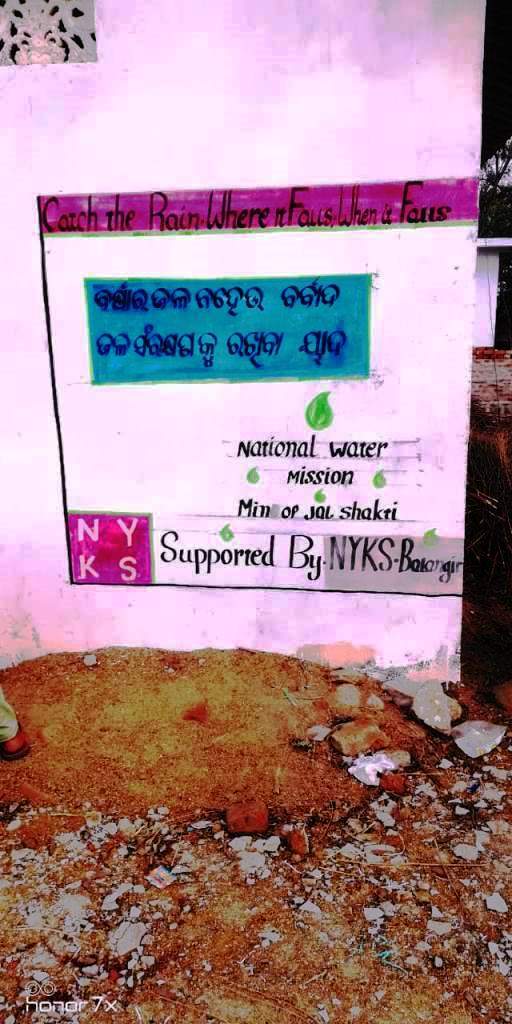 Catch the Rain. Where it Falls, When it Falls
ବର୍ଷାର ଜଳ ନହେଉ ବର୍ବାଦ
ଜଳ ସଂରକ୍ଷଣକୁ ରଖିବା ୟାଦ
National Water
Mission
Min of Jal Shakti
N Y
K S
Supported By. NYKS-Balangir
honor 7x